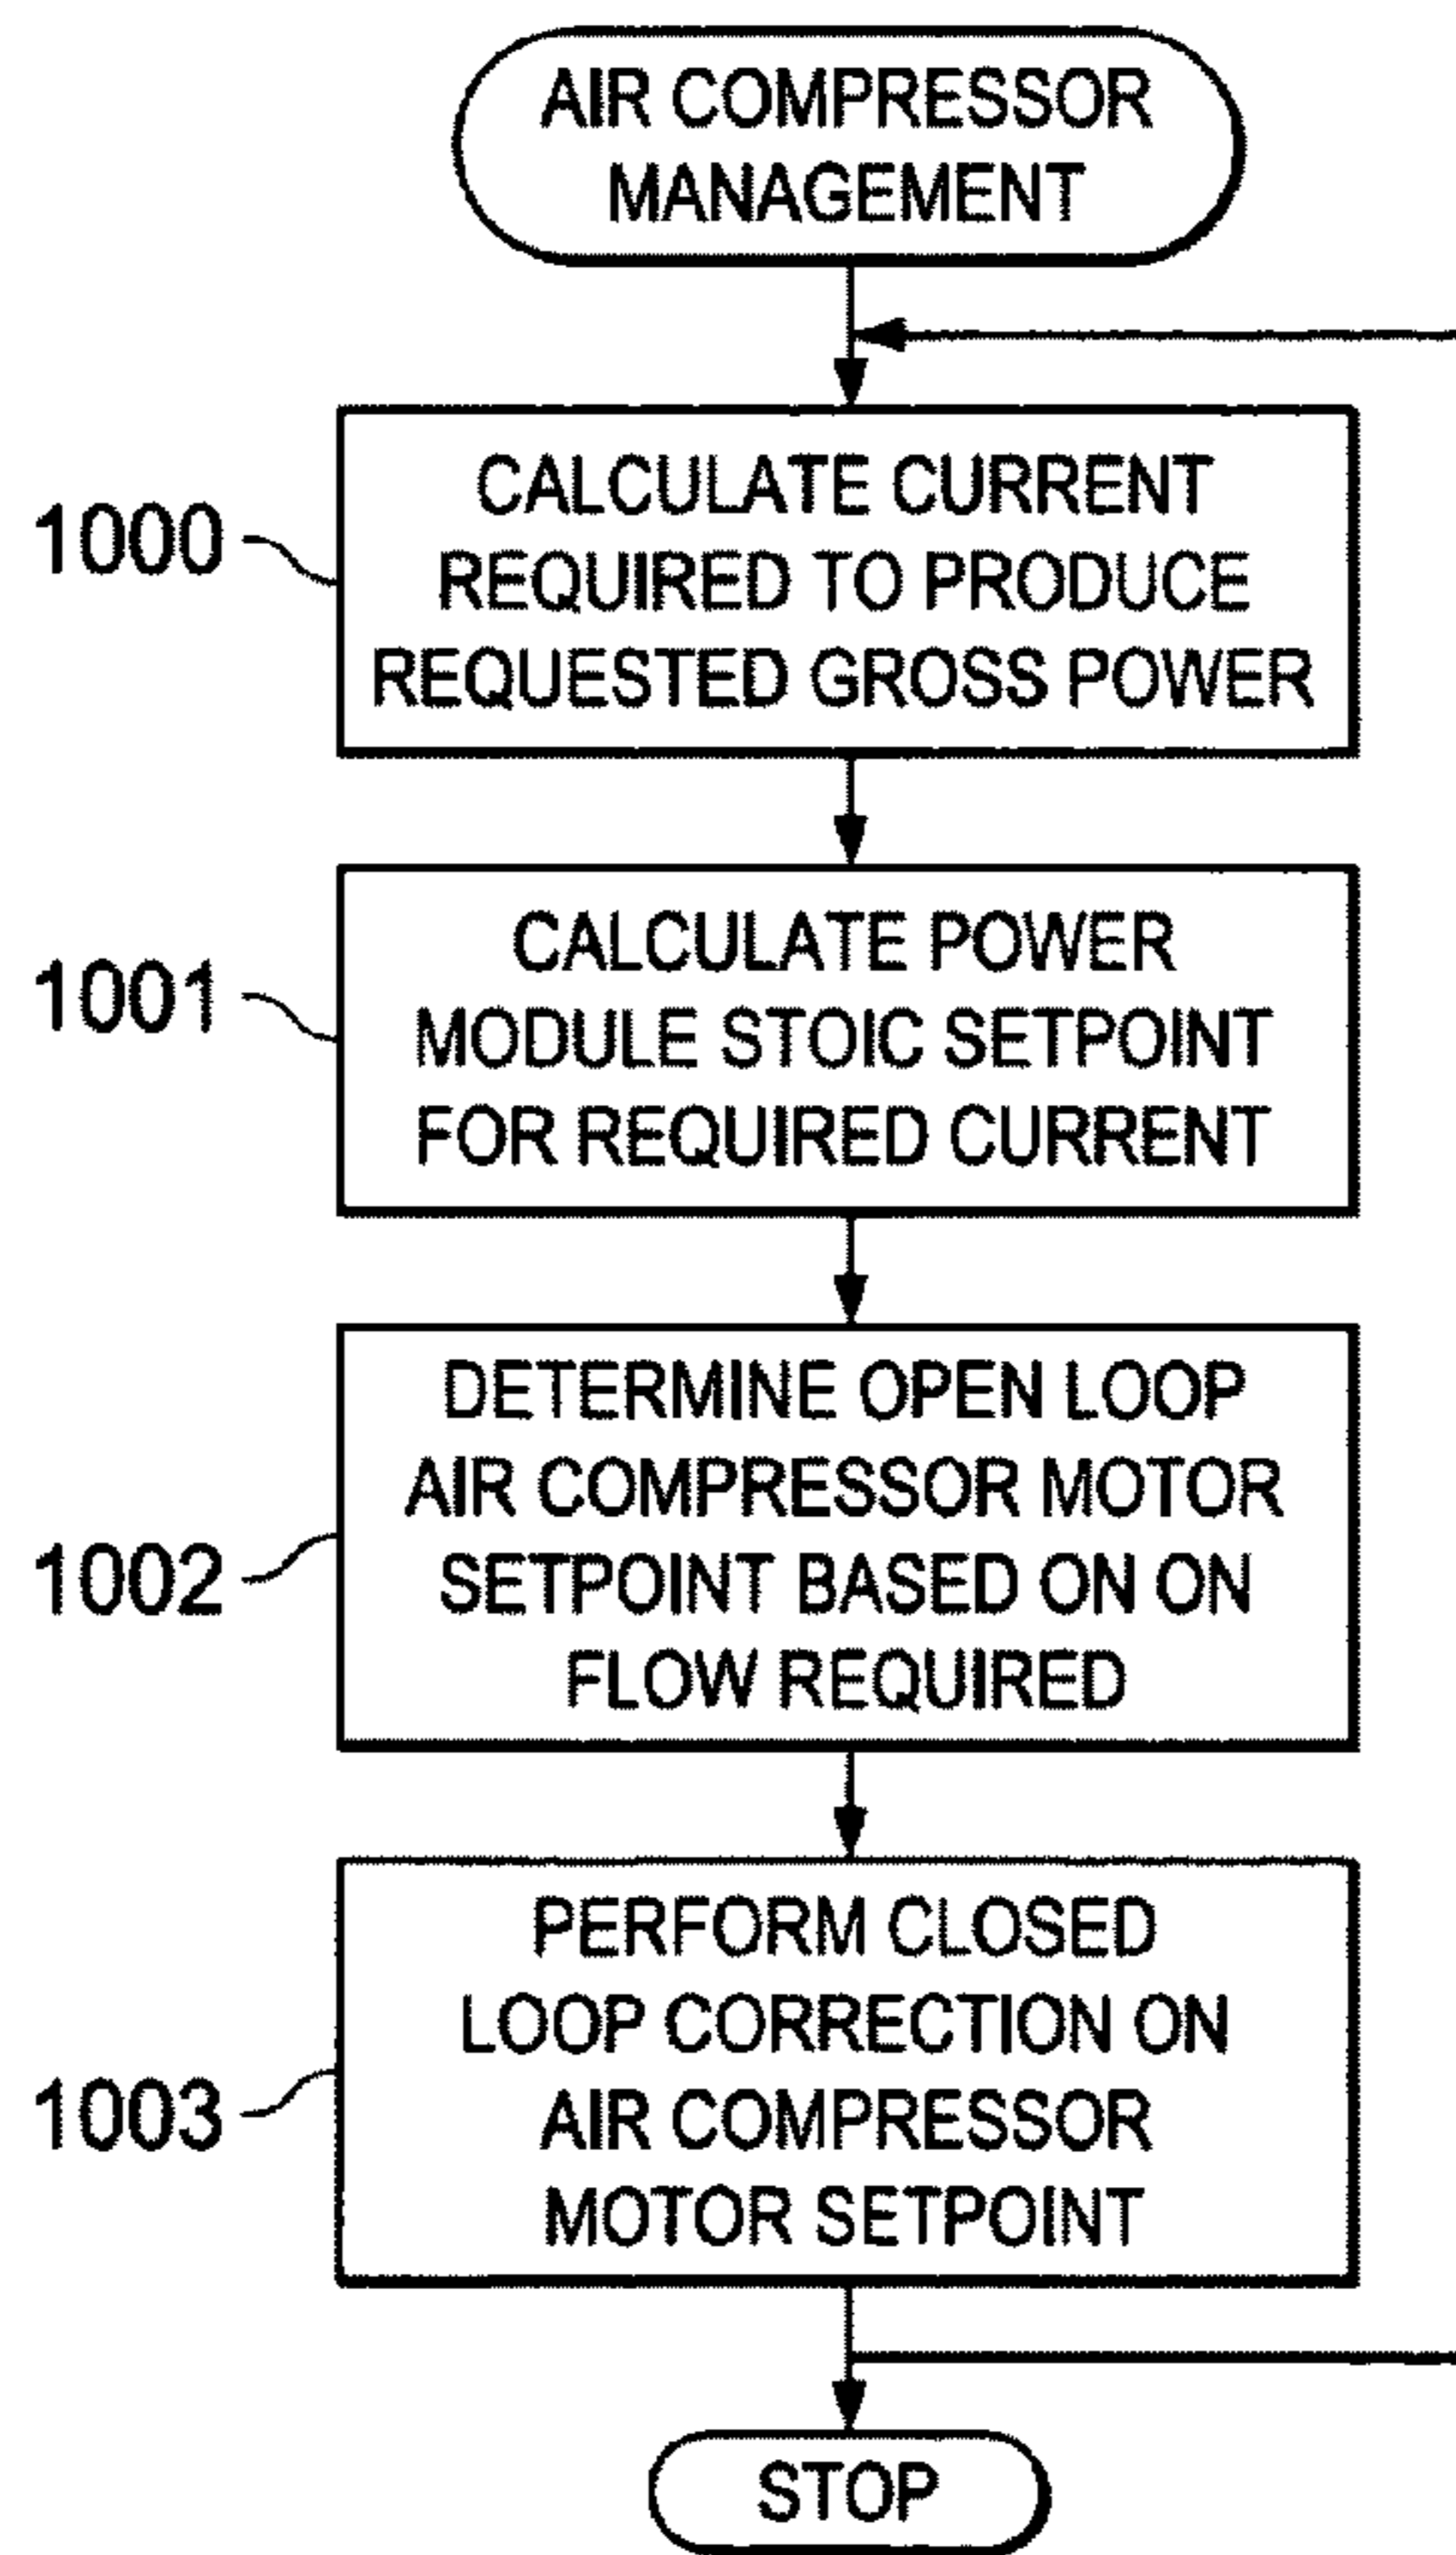 AIR COMPRESSOR
MANAGEMENT
1000
CALCULATE CURRENT
REQUIRED TO PRODUCE
REQUESTED GROSS POWER
1001
CALCULATE POWER
MODULE STOIC SETPOINT
FOR REQUIRED CURRENT
1002
DETERMINE OPEN LOOP
AIR COMPRESSOR MOTOR
SETPOINT BASED ON ON
FLOW REQUIRED
1003
PERFORM CLOSED
LOOP CORRECTION ON
AIR COMPRESSOR
MOTOR SETPOINT
STOP